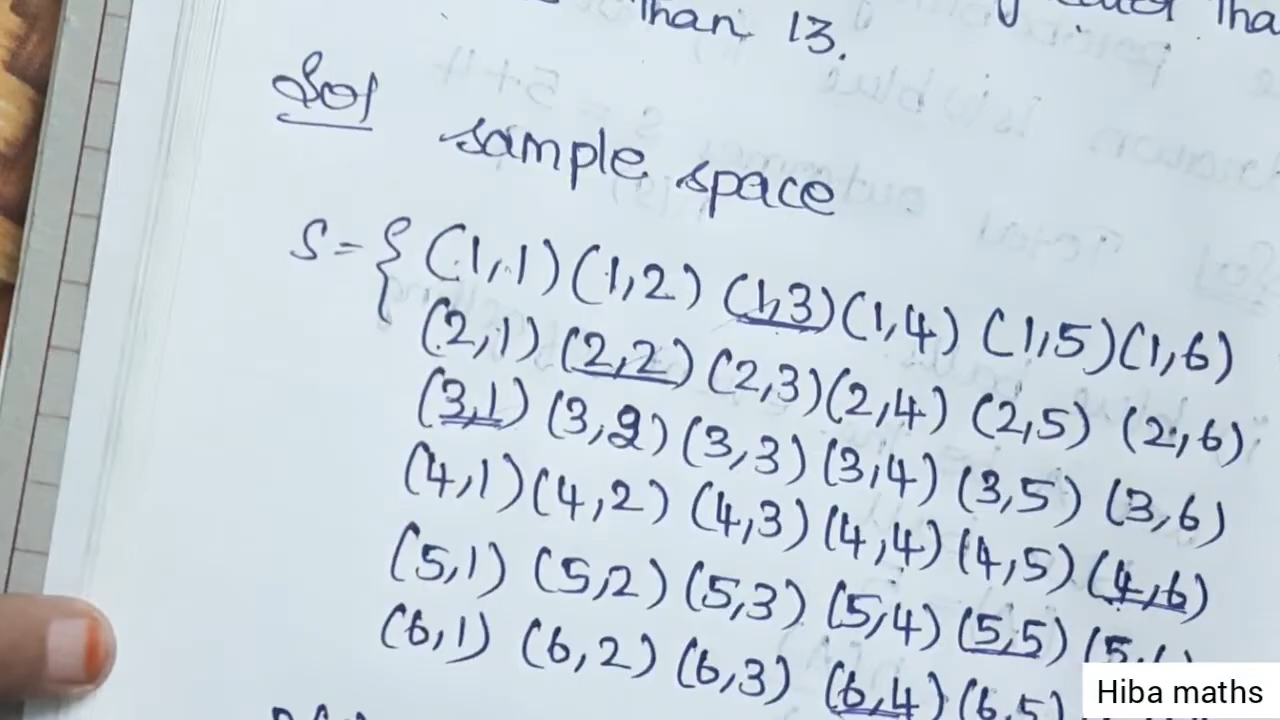 Than 13.
Sol
sample space
S = { (1,1) (1,2) (1,3) (1,4) (1,5) (1,6)
(2,1) (2,2) (2,3) (2,4) (2,5) (2,6)
(3,1) (3,2) (3,3) (3,4) (3,5) (3,6)
(4,1) (4,2) (4,3) (4,4) (4,5) (4,6)
(5,1) (5,2) (5,3) (5,4) (5,5)
(6,1) (6,2) (6,3) (6,4) (6,5)
Hiba maths